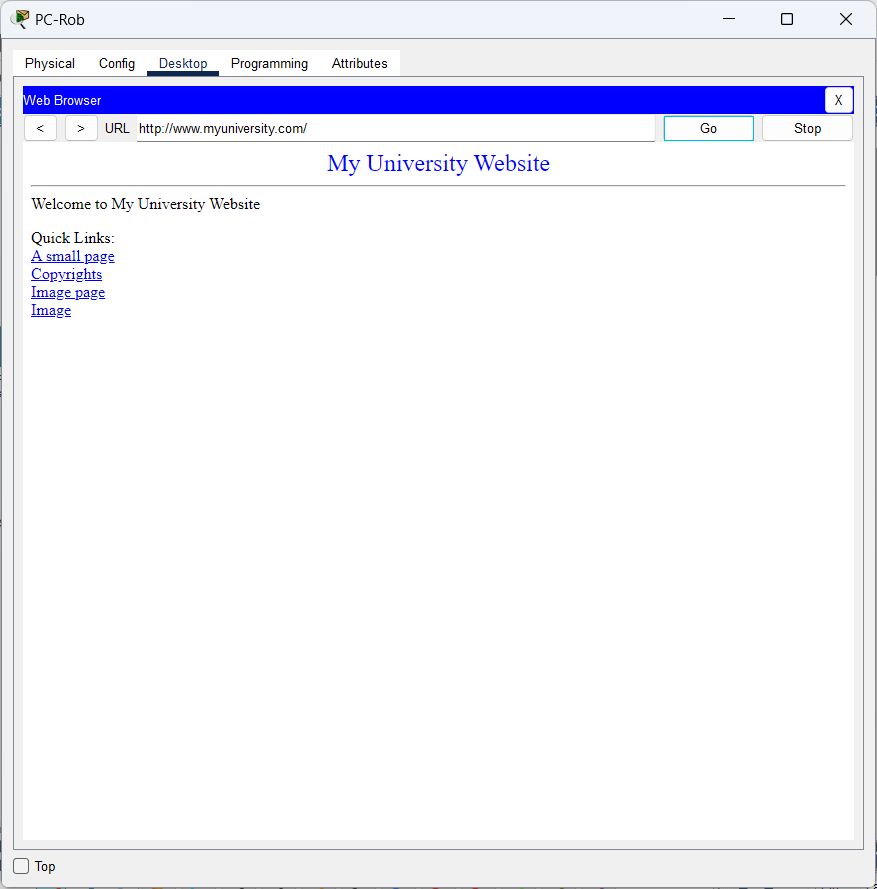 PC-Rob
Physical Config Desktop Programming Attributes
Web Browser X
< > URL http://www.myuniversity.com/ Go Stop
My University Website
Welcome to My University Website
Quick Links:
A small page
Copyrights
Image page
Image
Top